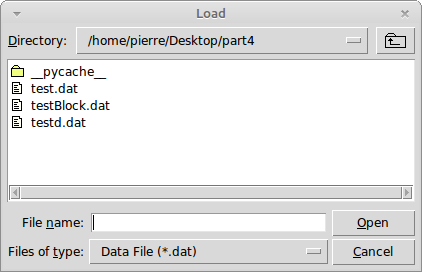 Load
Directory: /home/pierre/Desktop/part4
__pycache__
test.dat
testBlock.dat
testd.dat
File name: Open
Files of type: Data File (*.dat) Cancel